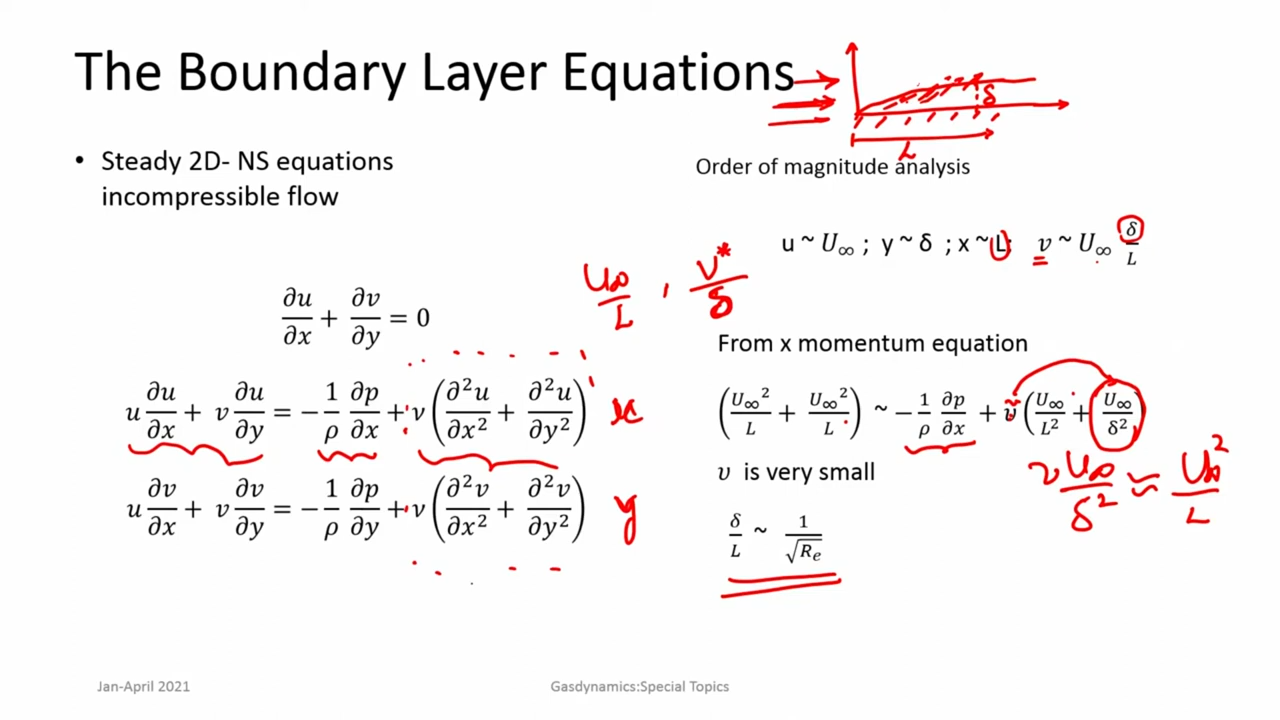 The Boundary Layer Equations
• Steady 2D- NS equations
incompressible flow
∂u/∂x + ∂v/∂y = 0
u ∂u/∂x + v ∂u/∂y = − 1/ρ ∂p/∂x + ν (∂²u/∂x² + ∂²u/∂y²) x
u ∂v/∂x + v ∂v/∂y = − 1/ρ ∂p/∂y + ν (∂²v/∂x² + ∂²v/∂y²) y
U∞/L , v*/δ
δ
L
Order of magnitude analysis
u ~ U∞ ; y ~ δ ; x ~ L; v ~ U∞ δ/L
From x momentum equation
(U∞²/L + U∞²/L) ~ − 1/ρ ∂p/∂x + υ (U∞/L² + U∞/δ²)
υ is very small
ν U∞/δ² ≈ U∞²/L
δ/L ~ 1/√Re
Jan-April 2021
Gasdynamics:Special Topics